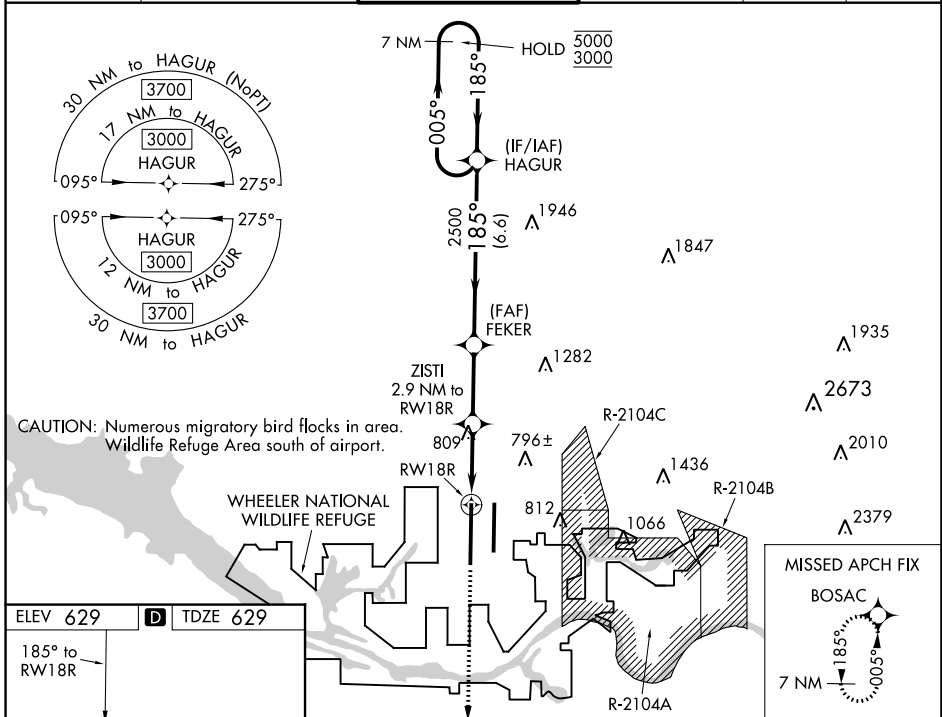 7 NM
HOLD
5000
3000
005°
185°
(IF/IAF)
HAGUR
30 NM to HAGUR (NoPT)
3700
17 NM to HAGUR
3000
HAGUR
095°
275°
095°
275°
HAGUR
3000
12 NM to HAGUR
3700
30 NM to HAGUR
2500
185°
(6.6)
1946
1847
(FAF)
FEKER
1282
1935
2673
ZISTI
2.9 NM to
RW18R
CAUTION: Numerous migratory bird flocks in area.
Wildlife Refuge Area south of airport.
809
796±
R-2104C
2010
1436
RW18R
R-2104B
WHEELER NATIONAL
WILDLIFE REFUGE
812
1066
2379
MISSED APCH FIX
BOSAC
185°
005°
7 NM
ELEV 629
D
TDZE 629
185° to
RW18R
R-2104A